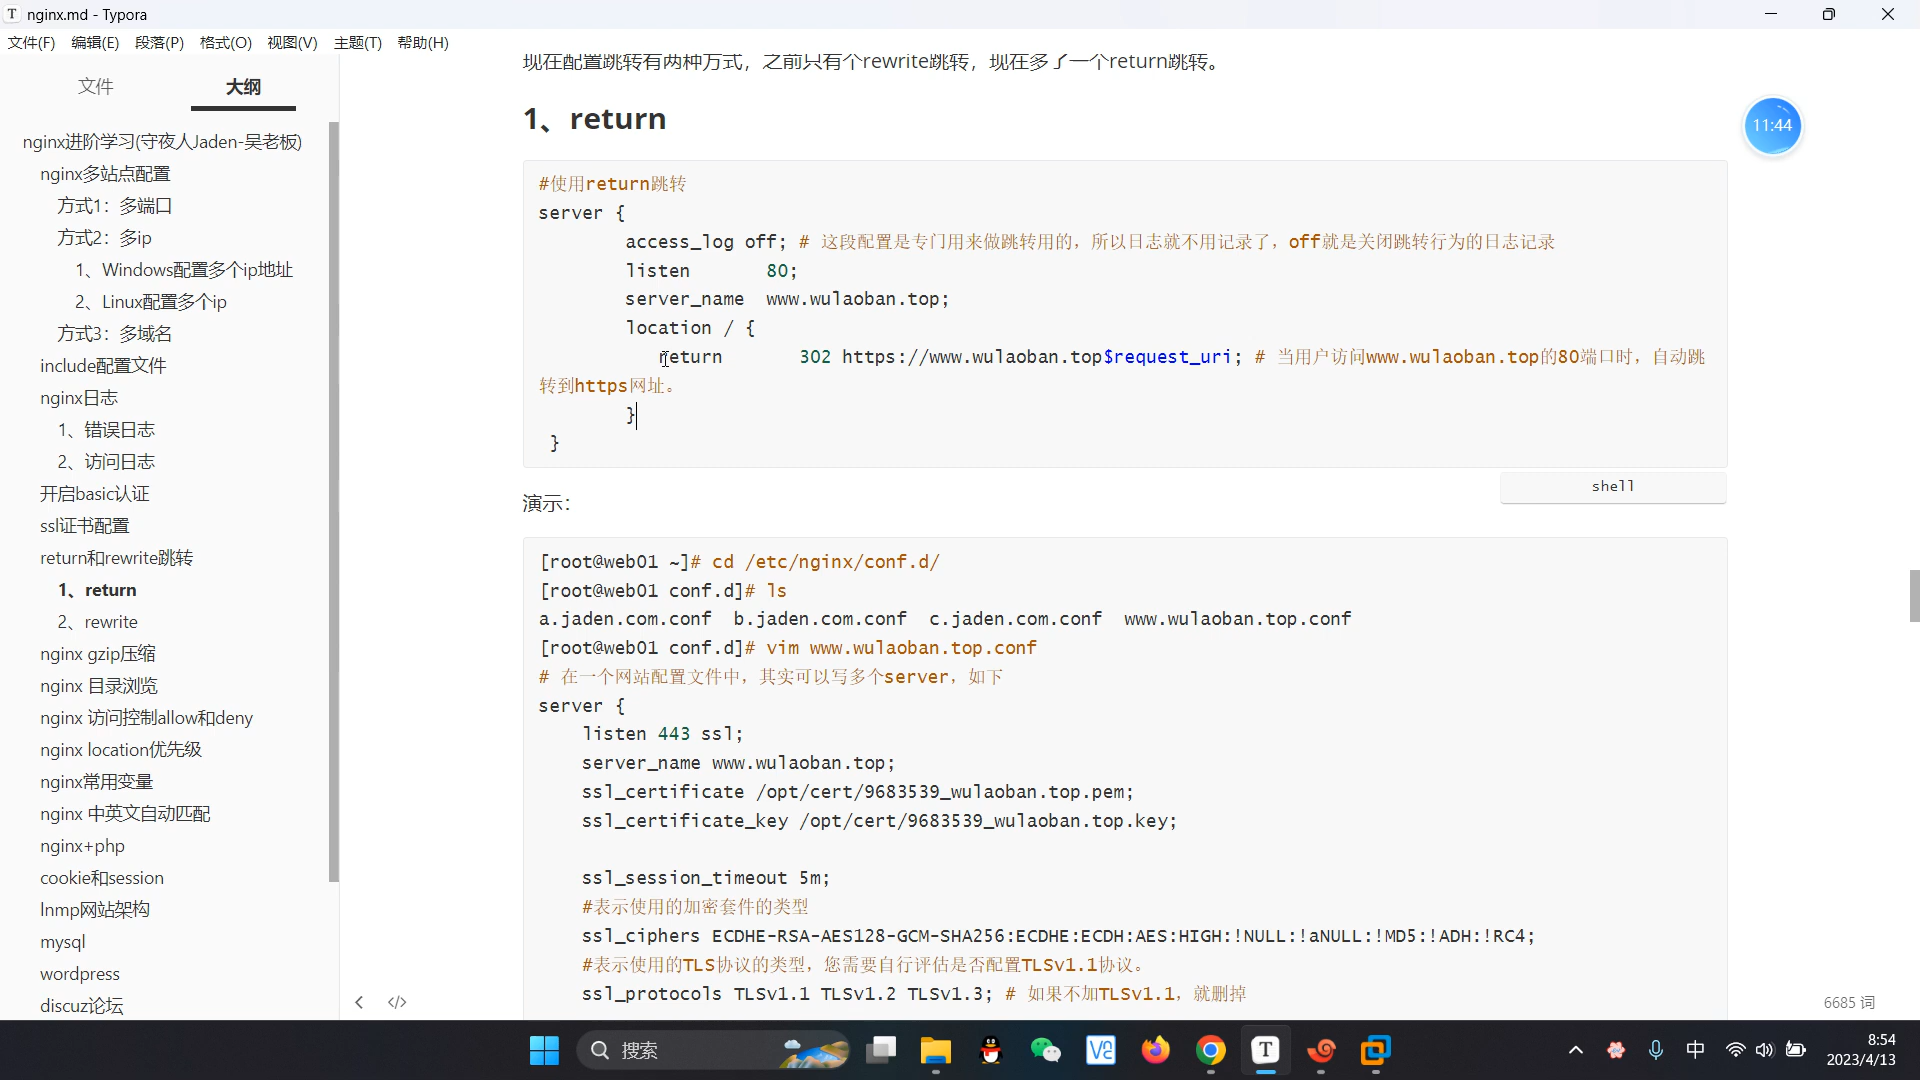 nginx.md - Typora
文件(F) 编辑(E) 段落(P) 格式(O) 视图(V) 主题(T) 帮助(H)
文件 大纲
nginx进阶学习(守夜人Jaden-吴老板)
nginx多站点配置
方式1：多端口
方式2：多ip
1、Windows配置多个ip地址
2、Linux配置多个ip
方式3：多域名
include配置文件
nginx日志
1、错误日志
2、访问日志
开启basic认证
ssl证书配置
return和rewrite跳转
1、return
2、rewrite
nginx gzip压缩
nginx 目录浏览
nginx 访问控制allow和deny
nginx location优先级
nginx常用变量
nginx 中英文自动匹配
nginx+php
cookie和session
lnmp网站架构
mysql
wordpress
discuz论坛
现在配置跳转有两种方式，之前只有个rewrite跳转，现在多了一个return跳转。
1、return
11:44
#使用return跳转
server {
access_log off; # 这段配置是专门用来做跳转用的，所以日志就不用记录了，off就是关闭跳转行为的日志记录
listen 80;
server_name www.wulaoban.top;
location / {
return 302 https://www.wulaoban.top$request_uri; # 当用户访问www.wulaoban.top的80端口时，自动跳
转到https网址。
}
}
shell
演示：
[root@web01 ~]# cd /etc/nginx/conf.d/
[root@web01 conf.d]# ls
a.jaden.com.conf b.jaden.com.conf c.jaden.com.conf www.wulaoban.top.conf
[root@web01 conf.d]# vim www.wulaoban.top.conf
# 在一个网站配置文件中，其实可以写多个server，如下
server {
listen 443 ssl;
server_name www.wulaoban.top;
ssl_certificate /opt/cert/9683539_wulaoban.top.pem;
ssl_certificate_key /opt/cert/9683539_wulaoban.top.key;
ssl_session_timeout 5m;
#表示使用的加密套件的类型
ssl_ciphers ECDHE-RSA-AES128-GCM-SHA256:ECDHE:ECDH:AES:HIGH:!NULL:!aNULL:!MD5:!ADH:!RC4;
#表示使用的TLS协议的类型，您需要自行评估是否配置TLSv1.1协议。
ssl_protocols TLSv1.1 TLSv1.2 TLSv1.3; # 如果不加TLSv1.1，就删掉
6685 词
搜索
中
8:54
2023/4/13